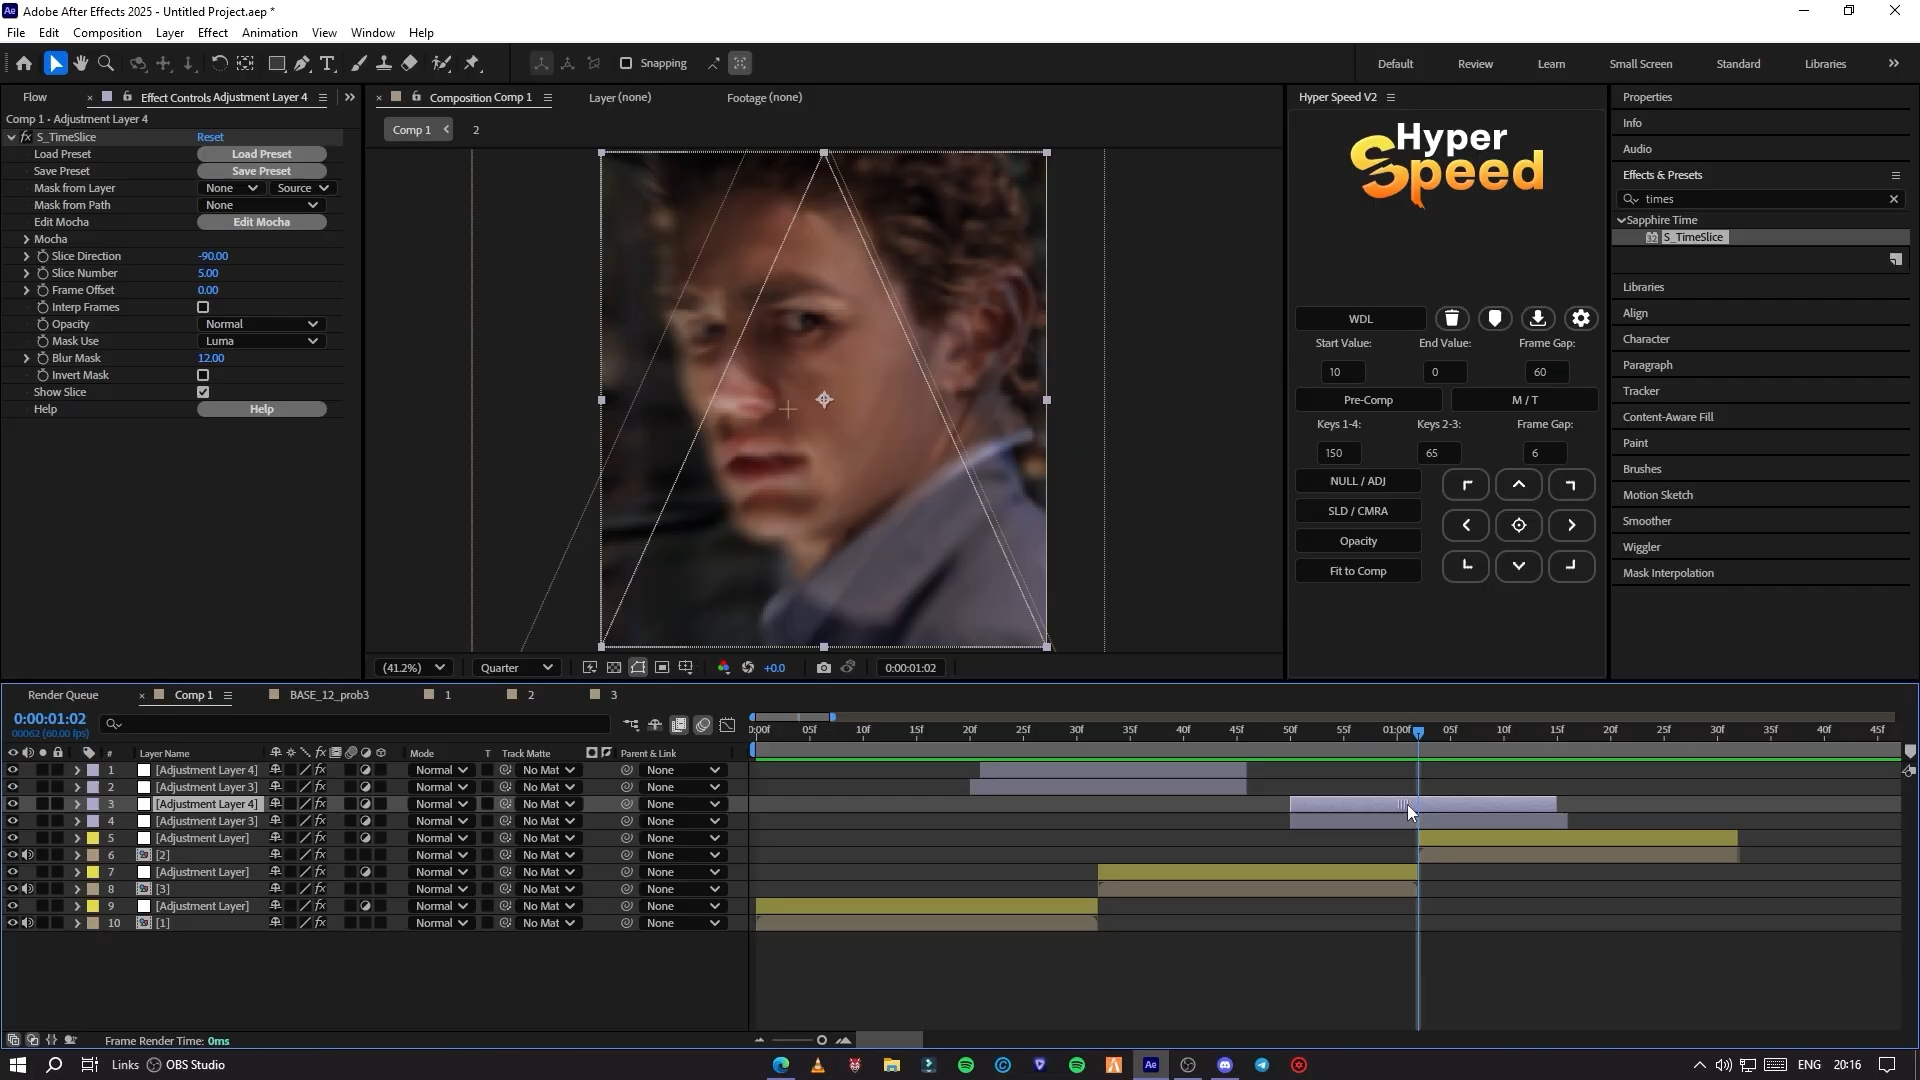 Adobe After Effects 2025 - Untitled Project.aep *
File Edit Composition Layer Effect Animation View Window Help
Snapping
Default Review Learn Small Screen Standard Libraries
Flow Effect Controls Adjustment Layer 4
Comp 1 • Adjustment Layer 4
fx S_TimeSlice Reset
Load Preset Load Preset
Save Preset Save Preset
Mask from Layer None Source
Mask from Path None
Edit Mocha Edit Mocha
Mocha
Slice Direction -90.00
Slice Number 5.00
Frame Offset 0.00
Interp Frames
Opacity Normal
Mask Use Luma
Blur Mask 12.00
Invert Mask
Show Slice
Help Help
Composition Comp 1 Layer (none) Footage (none)
Comp 1 2
(41.2%) Quarter +0.0 0:00:01:02
Hyper Speed V2
Hyper
Speed
WDL
Start Value: End Value: Frame Gap:
10 0 60
Pre-Comp M / T
Keys 1-4: Keys 2-3: Frame Gap:
150 65 6
NULL / ADJ
SLD / CMRA
Opacity
Fit to Comp
Properties
Info
Audio
Effects & Presets
times
Sapphire Time
S_TimeSlice
Libraries
Align
Character
Paragraph
Tracker
Content-Aware Fill
Paint
Brushes
Motion Sketch
Smoother
Wiggler
Mask Interpolation
Render Queue Comp 1 BASE_12_prob3 1 2 3
0:00:01:02
00062 (60.00 fps)
0:00f 05f 10f 15f 20f 25f 30f 35f 40f 45f 50f 55f 01:00f 05f 10f 15f 20f 25f 30f 35f 40f 45f
# Layer Name Mode T Track Matte Parent & Link
1 [Adjustment Layer 4] Normal No Mat None
2 [Adjustment Layer 3] Normal No Mat None
3 [Adjustment Layer 4] Normal No Mat None
4 [Adjustment Layer 3] Normal No Mat None
5 [Adjustment Layer] Normal No Mat None
6 [2] Normal No Mat None
7 [Adjustment Layer] Normal No Mat None
8 [3] Normal No Mat None
9 [Adjustment Layer] Normal No Mat None
10 [1] Normal No Mat None
Frame Render Time: 0ms
Links OBS Studio ENG 20:16